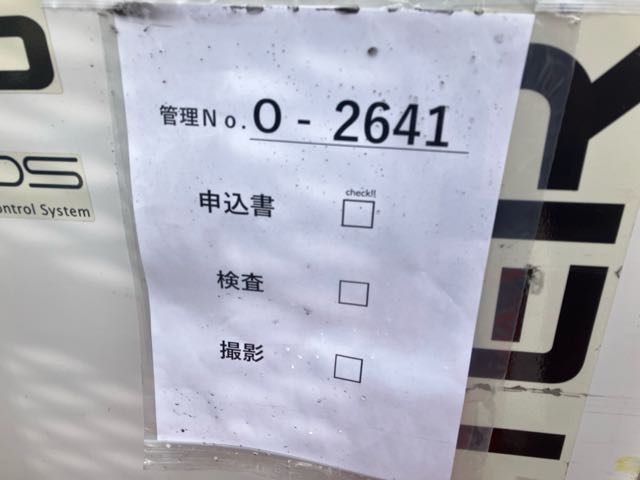 管理No. O - 2641
check!!
申込書 □
検査 □
撮影 □
ontrol System